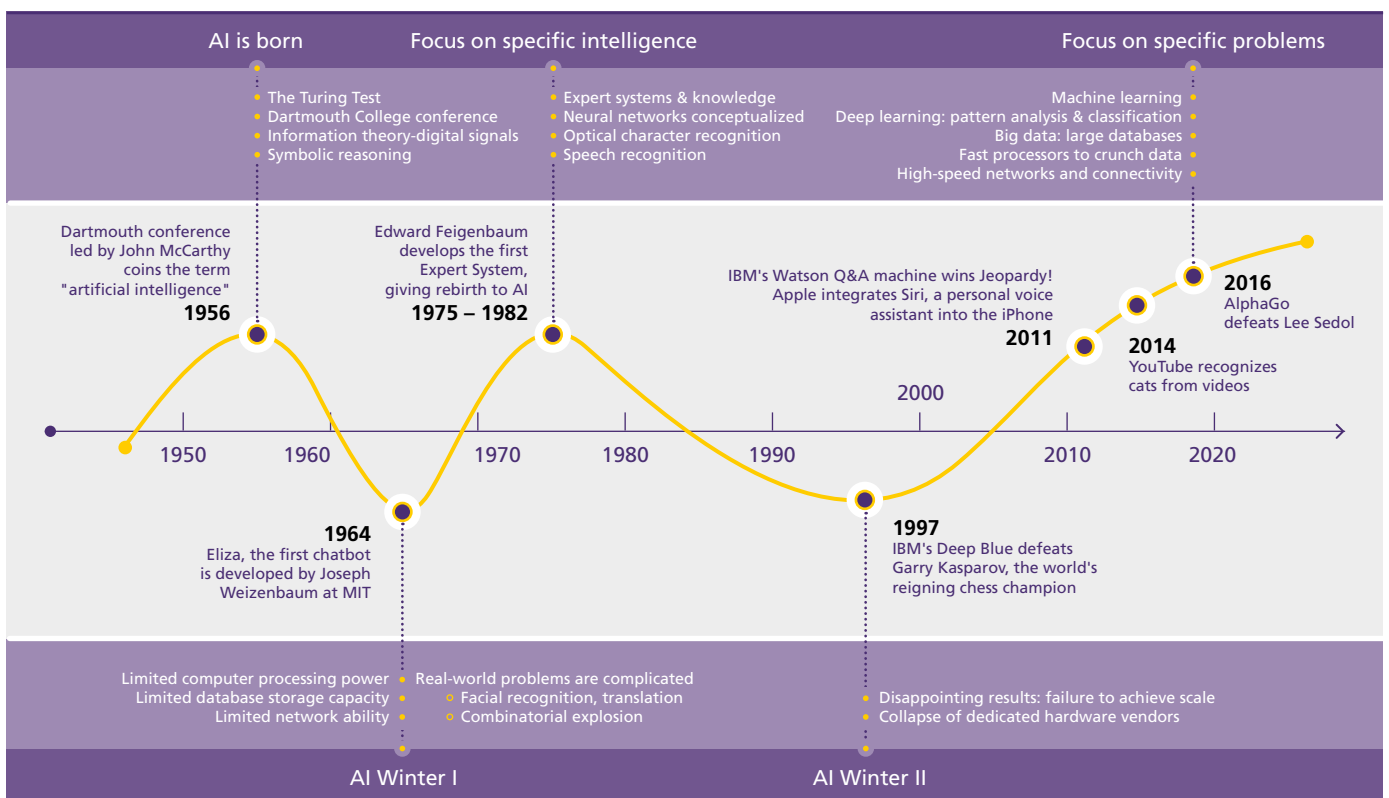 AI is born
Focus on specific intelligence
Focus on specific problems
The Turing Test
Dartmouth College conference
Information theory-digital signals
Symbolic reasoning
Expert systems & knowledge
Neural networks conceptualized
Optical character recognition
Speech recognition
Machine learning
Deep learning: pattern analysis & classification
Big data: large databases
Fast processors to crunch data
High-speed networks and connectivity
Dartmouth conference
led by John McCarthy
coins the term
"artificial intelligence"
1956
Edward Feigenbaum
develops the first
Expert System,
giving rebirth to AI
1975 – 1982
IBM's Watson Q&A machine wins Jeopardy!
Apple integrates Siri, a personal voice
assistant into the iPhone
2011
2016
AlphaGo
defeats Lee Sedol
2014
YouTube recognizes
cats from videos
2000
1950
1960
1970
1980
1990
2010
2020
1964
Eliza, the first chatbot
is developed by Joseph
Weizenbaum at MIT
1997
IBM's Deep Blue defeats
Garry Kasparov, the world's
reigning chess champion
Limited computer processing power
Limited database storage capacity
Limited network ability
Real-world problems are complicated
Facial recognition, translation
Combinatorial explosion
Disappointing results: failure to achieve scale
Collapse of dedicated hardware vendors
AI Winter I
AI Winter II